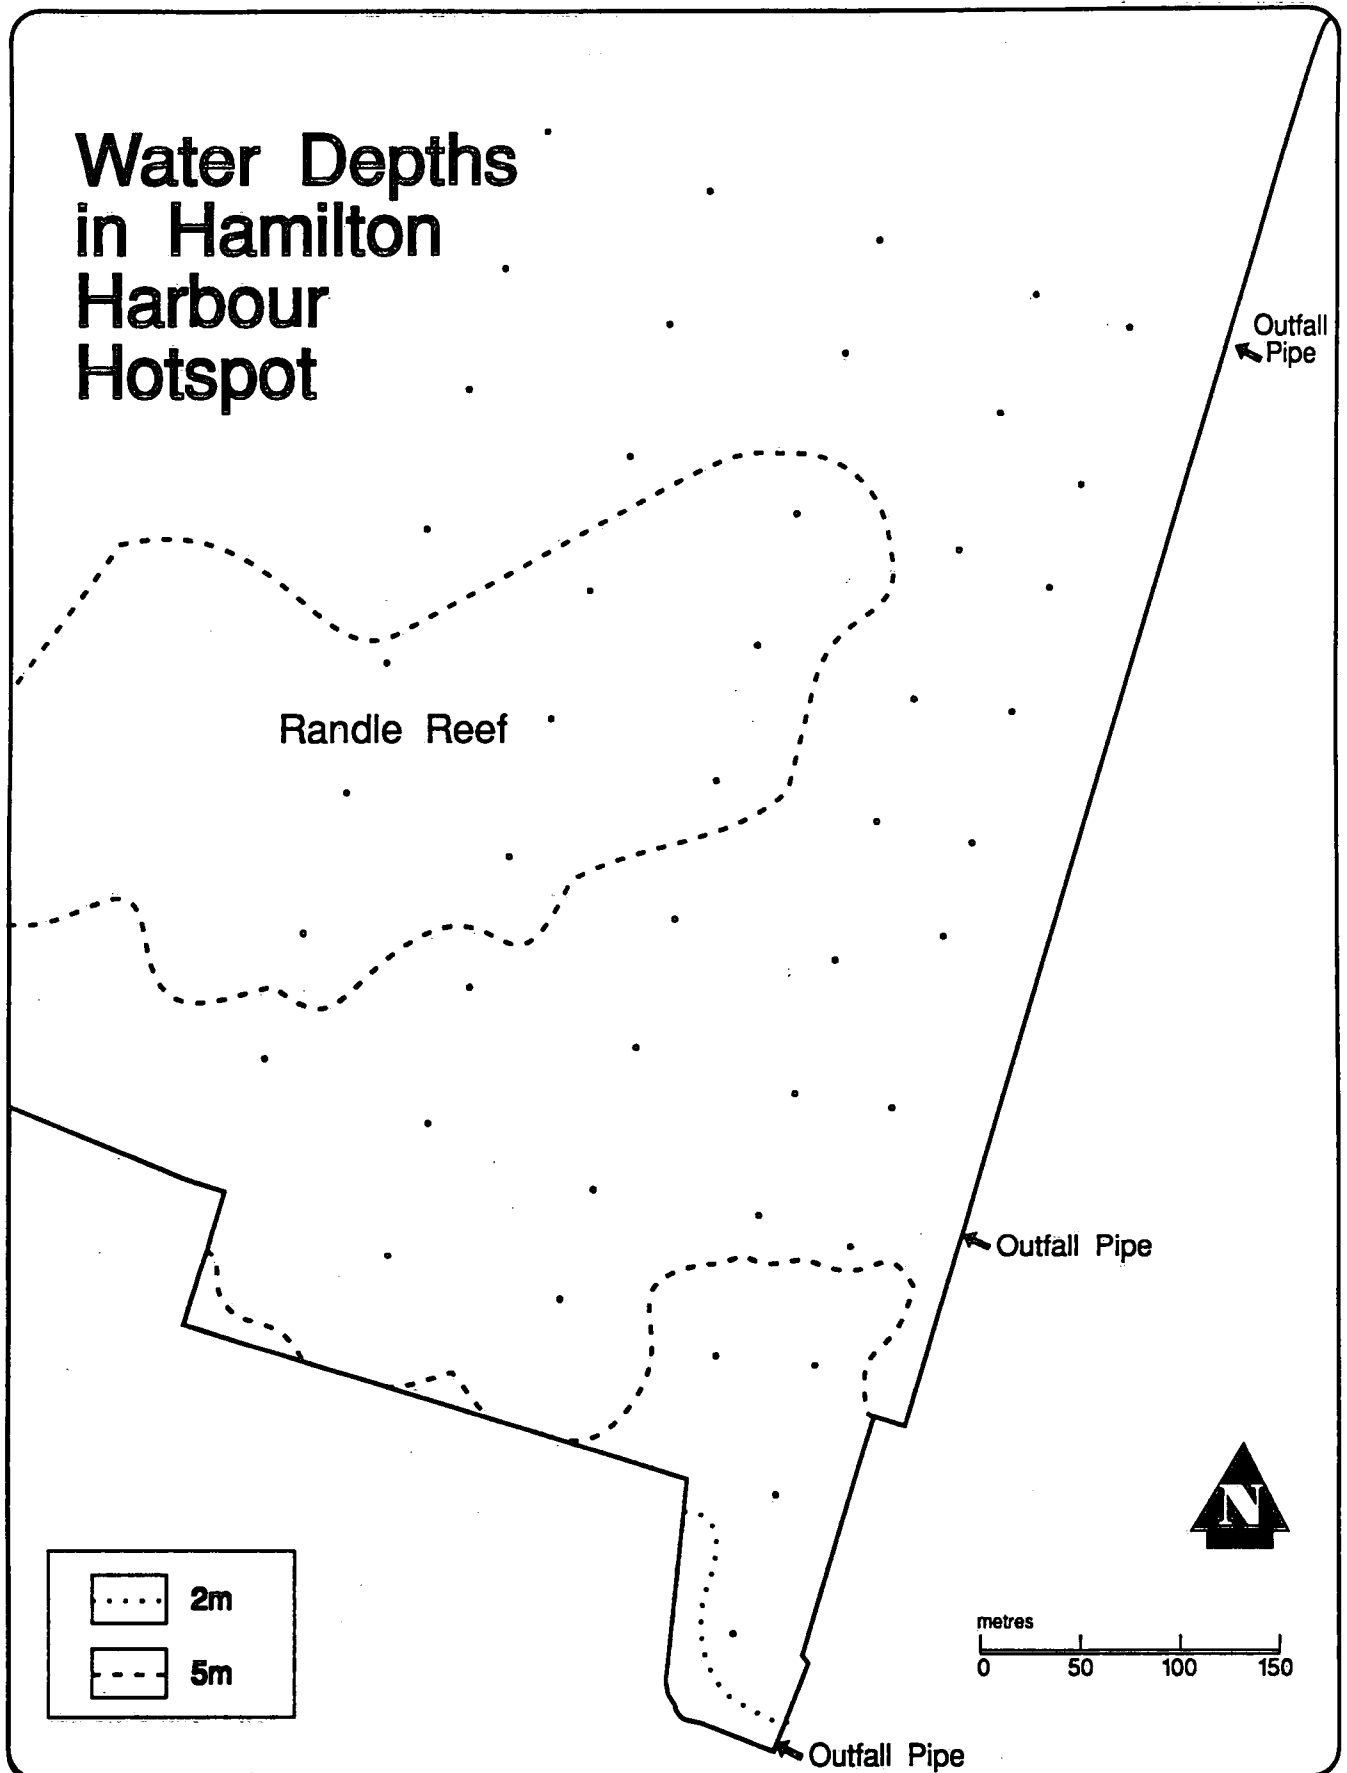 Water Depths
in Hamilton
Harbour
Hotspot
Outfall
Pipe
Randle Reef
Outfall Pipe
N
2m
5m
metres
0 50 100 150
Outfall Pipe